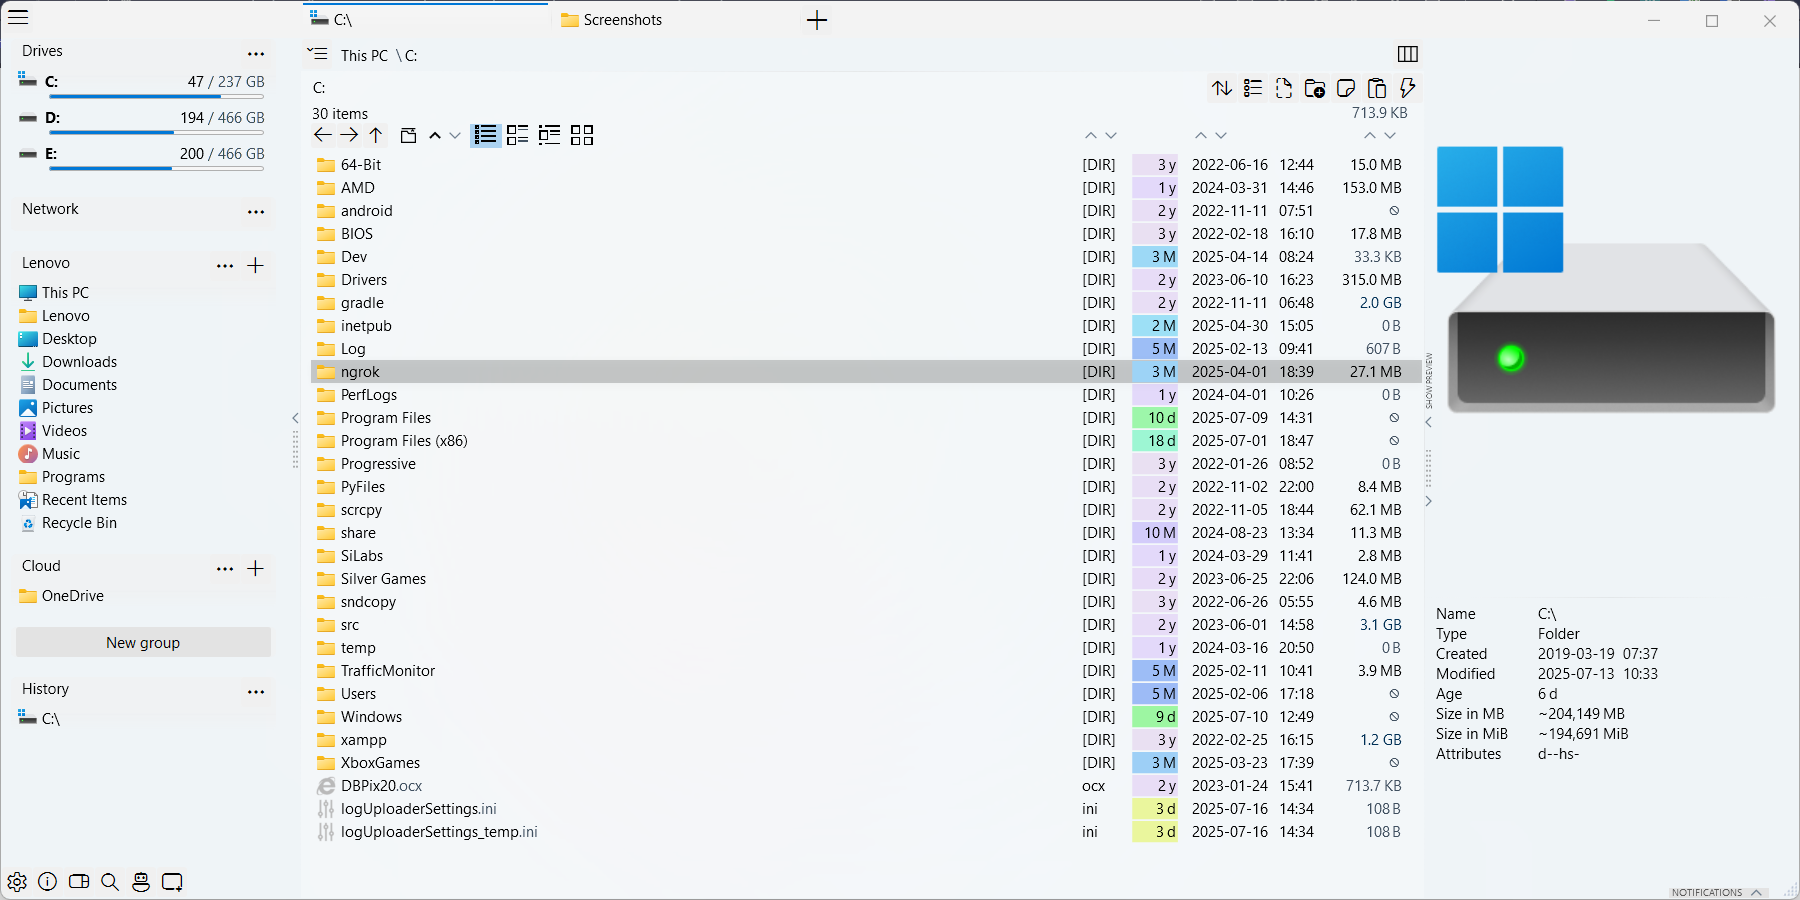 C:\
Screenshots
Drives
C: 47 / 237 GB
D: 194 / 466 GB
E: 200 / 466 GB
Network
Lenovo
This PC
Lenovo
Desktop
Downloads
Documents
Pictures
Videos
Music
Programs
Recent Items
Recycle Bin
Cloud
OneDrive
New group
History
C:\
This PC \ C:
C:
30 items
713.9 KB
64-Bit [DIR] 3 y 2022-06-16 12:44 15.0 MB
AMD [DIR] 1 y 2024-03-31 14:46 153.0 MB
android [DIR] 2 y 2022-11-11 07:51
BIOS [DIR] 3 y 2022-02-18 16:10 17.8 MB
Dev [DIR] 3 M 2025-04-14 08:24 33.3 KB
Drivers [DIR] 2 y 2023-06-10 16:23 315.0 MB
gradle [DIR] 2 y 2022-11-11 06:48 2.0 GB
inetpub [DIR] 2 M 2025-04-30 15:05 0 B
Log [DIR] 5 M 2025-02-13 09:41 607 B
ngrok [DIR] 3 M 2025-04-01 18:39 27.1 MB
PerfLogs [DIR] 1 y 2024-04-01 10:26 0 B
Program Files [DIR] 10 d 2025-07-09 14:31
Program Files (x86) [DIR] 18 d 2025-07-01 18:47
Progressive [DIR] 3 y 2022-01-26 08:52 0 B
PyFiles [DIR] 2 y 2022-11-02 22:00 8.4 MB
scrcpy [DIR] 2 y 2022-11-05 18:44 62.1 MB
share [DIR] 10 M 2024-08-23 13:34 11.3 MB
SiLabs [DIR] 1 y 2024-03-29 11:41 2.8 MB
Silver Games [DIR] 2 y 2023-06-25 22:06 124.0 MB
sndcopy [DIR] 3 y 2022-06-26 05:55 4.6 MB
src [DIR] 2 y 2023-06-01 14:58 3.1 GB
temp [DIR] 1 y 2024-03-16 20:50 0 B
TrafficMonitor [DIR] 5 M 2025-02-11 10:41 3.9 MB
Users [DIR] 5 M 2025-02-06 17:18
Windows [DIR] 9 d 2025-07-10 12:49
xampp [DIR] 3 y 2022-02-25 16:15 1.2 GB
XboxGames [DIR] 3 M 2025-03-23 17:39
DBPix20.ocx ocx 2 y 2023-01-24 15:41 713.7 KB
logUploaderSettings.ini ini 3 d 2025-07-16 14:34 108 B
logUploaderSettings_temp.ini ini 3 d 2025-07-16 14:34 108 B
SHOW PREVIEW
Name C:\
Type Folder
Created 2019-03-19 07:37
Modified 2025-07-13 10:33
Age 6 d
Size in MB ~204,149 MB
Size in MiB ~194,691 MiB
Attributes d--hs-
NOTIFICATIONS